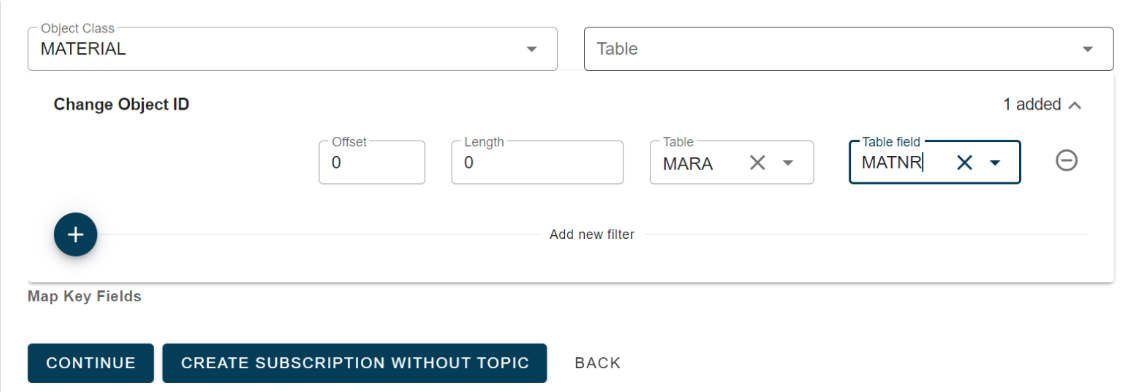 Object Class
MATERIAL
Table
Change Object ID
1 added
Offset
0
Length
0
Table
MARA
Table field
MATNR
Add new filter
Map Key Fields
CONTINUE
CREATE SUBSCRIPTION WITHOUT TOPIC
BACK